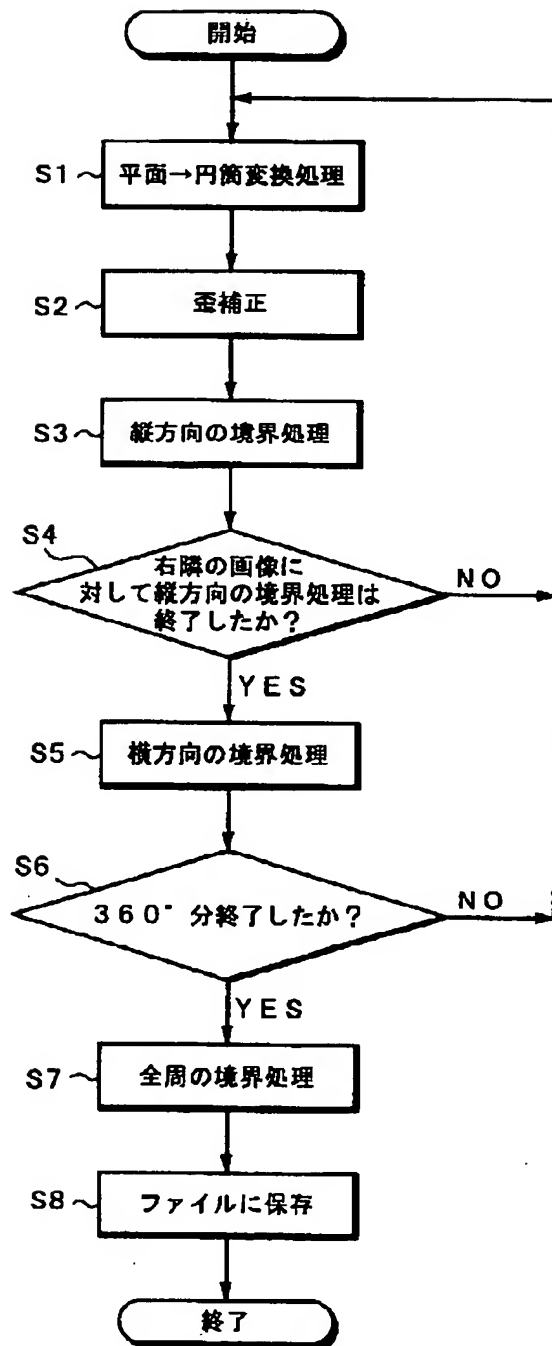 開始
S1
平面→円筒変換処理
S2
歪補正
S3
縦方向の境界処理
S4
右隣の画像に
対して縦方向の境界処理は
終了したか？
NO
YES
S5
横方向の境界処理
S6
３６０°分終了したか？
NO
YES
S7
全周の境界処理
S8
ファイルに保存
終了